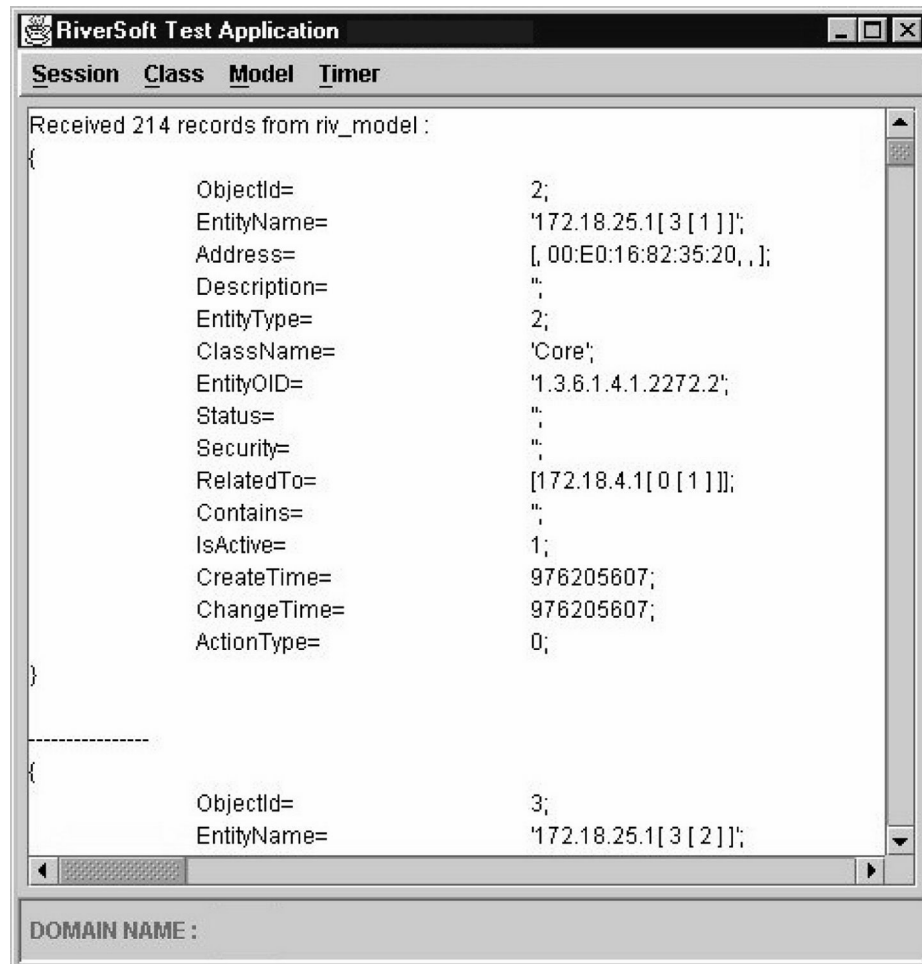 RiverSoft Test Application
Session Class Model Timer
Received 214 records from riv_model :
{
ObjectId= 2;
EntityName= '172.18.25.1[ 3 [ 1 ] ]';
Address= [, 00:E0:16:82:35:20, , ];
Description= '';
EntityType= 2;
ClassName= 'Core';
EntityOID= '1.3.6.1.4.1.2272.2';
Status= '';
Security= '';
RelatedTo= [172.18.4.1[ 0 [ 1 ] ]];
Contains= '';
IsActive= 1;
CreateTime= 976205607;
ChangeTime= 976205607;
ActionType= 0;
}
----------------
{
ObjectId= 3;
EntityName= '172.18.25.1[ 3 [ 2 ] ]';
DOMAIN NAME :